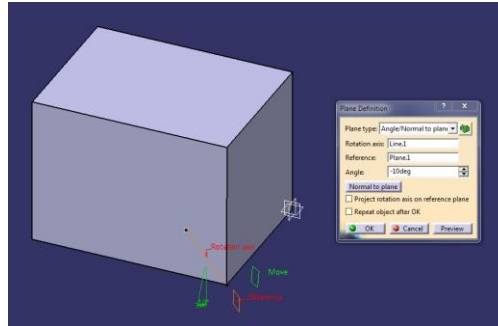 Plane Definition
? X
Plane type: Angle/Normal to plane
Rotation axis: Line.1
Reference: Plane.1
Angle: -10deg
Normal to plane
Project rotation axis on reference plane
Repeat object after OK
OK Cancel Preview
Rotation axis
Move
Reference